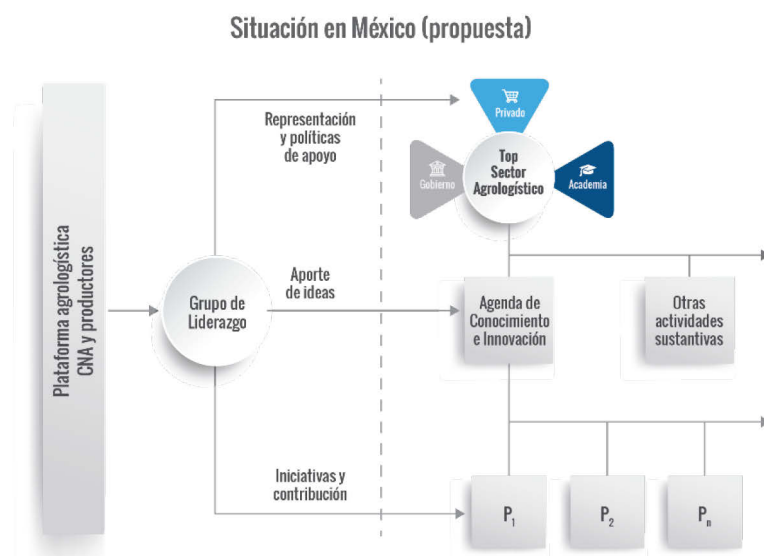 Situación en México (propuesta)
Plataforma agrologística
CNA y productores
Grupo de
Liderazgo
Representación
y políticas
de apoyo
Aporte
de ideas
Iniciativas y
contribución
Privado
Gobierno
Top
Sector
Agrologístico
Academia
Agenda de
Conocimiento
e Innovación
Otras
actividades
sustantivas
P1
P2
Pn